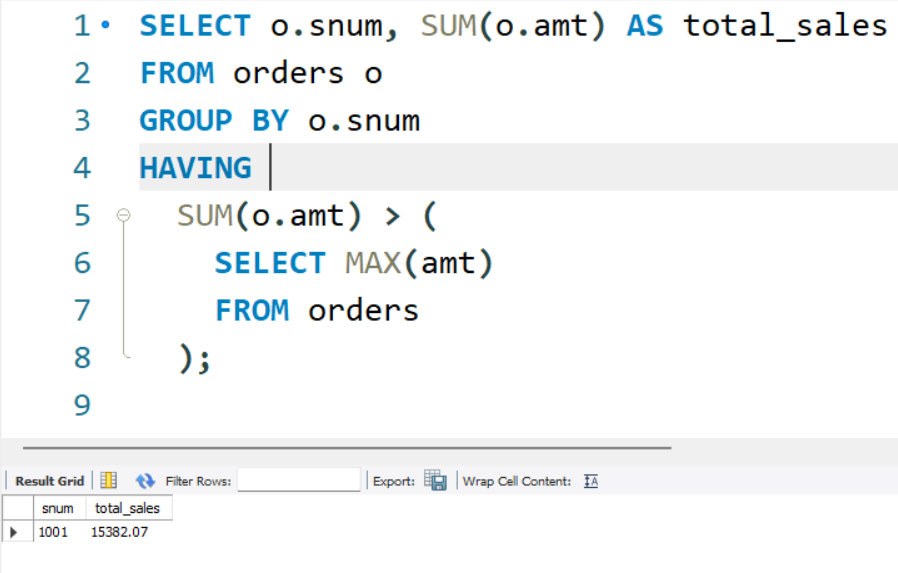 1 SELECT o.snum, SUM(o.amt) AS total_sales
2 FROM orders o
3 GROUP BY o.snum
4 HAVING
5 SUM(o.amt) > (
6 SELECT MAX(amt)
7 FROM orders
8 );
9
Result Grid Filter Rows: Export: Wrap Cell Content: IA
snum total_sales
1001 15382.07